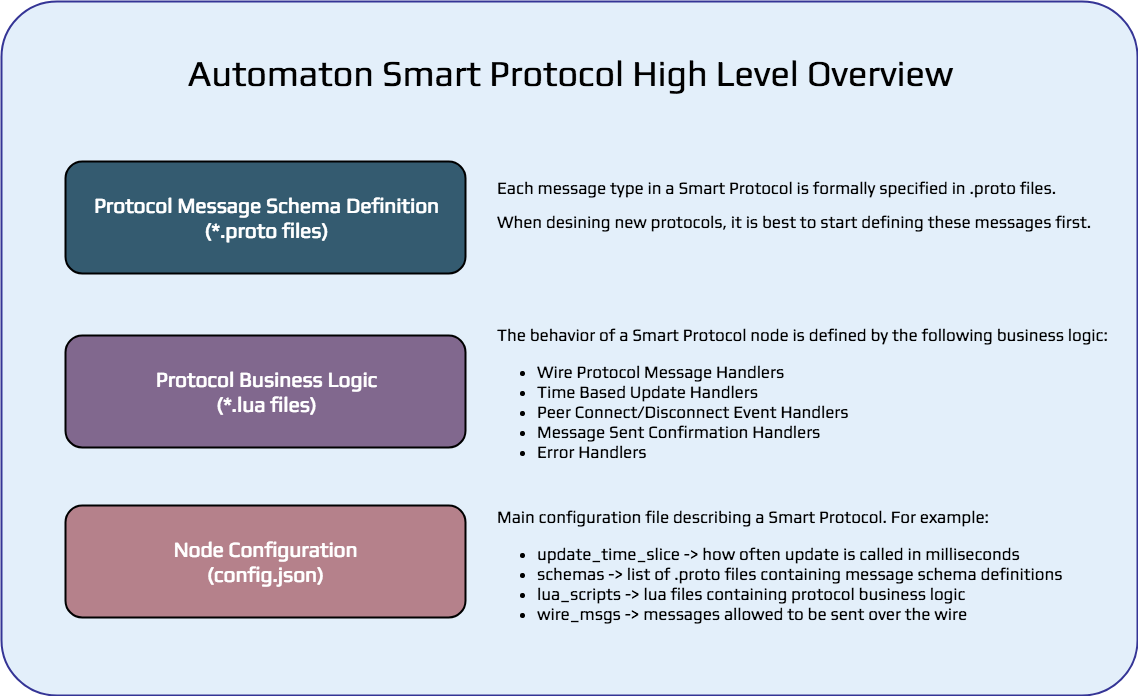 Automaton Smart Protocol High Level Overview
Protocol Message Schema Definition
(*.proto files)
Each message type in a Smart Protocol is formally specified in .proto files.
When desining new protocols, it is best to start defining these messages first.
Protocol Business Logic
(*.lua files)
The behavior of a Smart Protocol node is defined by the following business logic:
• Wire Protocol Message Handlers
• Time Based Update Handlers
• Peer Connect/Disconnect Event Handlers
• Message Sent Confirmation Handlers
• Error Handlers
Node Configuration
(config.json)
Main configuration file describing a Smart Protocol. For example:
• update_time_slice -> how often update is called in milliseconds
• schemas -> list of .proto files containing message schema definitions
• lua_scripts -> lua files containing protocol business logic
• wire_msgs -> messages allowed to be sent over the wire